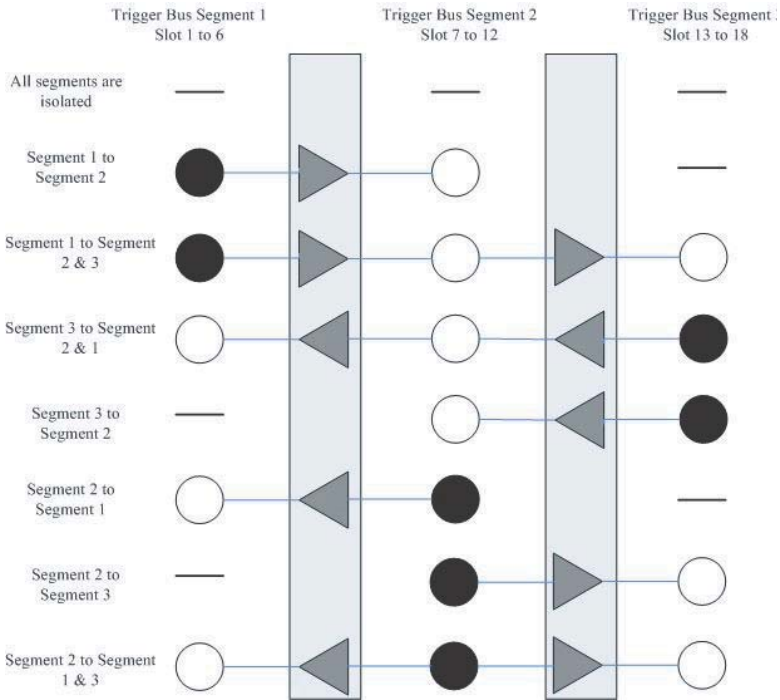 Trigger Bus Segment 1
Slot 1 to 6
Trigger Bus Segment 2
Slot 7 to 12
Trigger Bus Segment
Slot 13 to 18
All segments are
isolated
Segment 1 to
Segment 2
Segment 1 to Segment
2 & 3
Segment 3 to Segment
2 & 1
Segment 3 to
Segment 2
Segment 2 to
Segment 1
Segment 2 to
Segment 3
Segment 2 to Segment
1 & 3